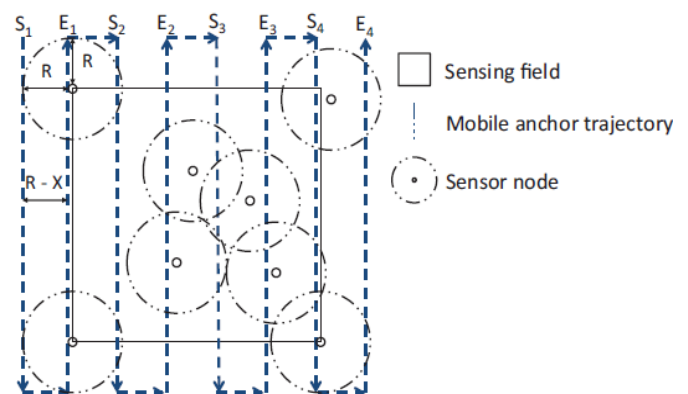 S1 E1 S2 E2 S3 E3 S4 E4
R R
R - X
Sensing field
Mobile anchor trajectory
Sensor node